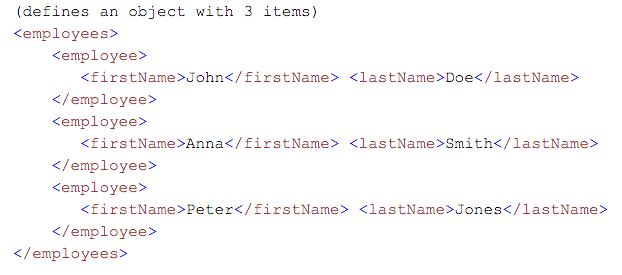 (defines an object with 3 items)
<employees>
    <employee>
       <firstName>John</firstName> <lastName>Doe</lastName>
    </employee>
    <employee>
       <firstName>Anna</firstName> <lastName>Smith</lastName>
    </employee>
    <employee>
       <firstName>Peter</firstName> <lastName>Jones</lastName>
    </employee>
</employees>